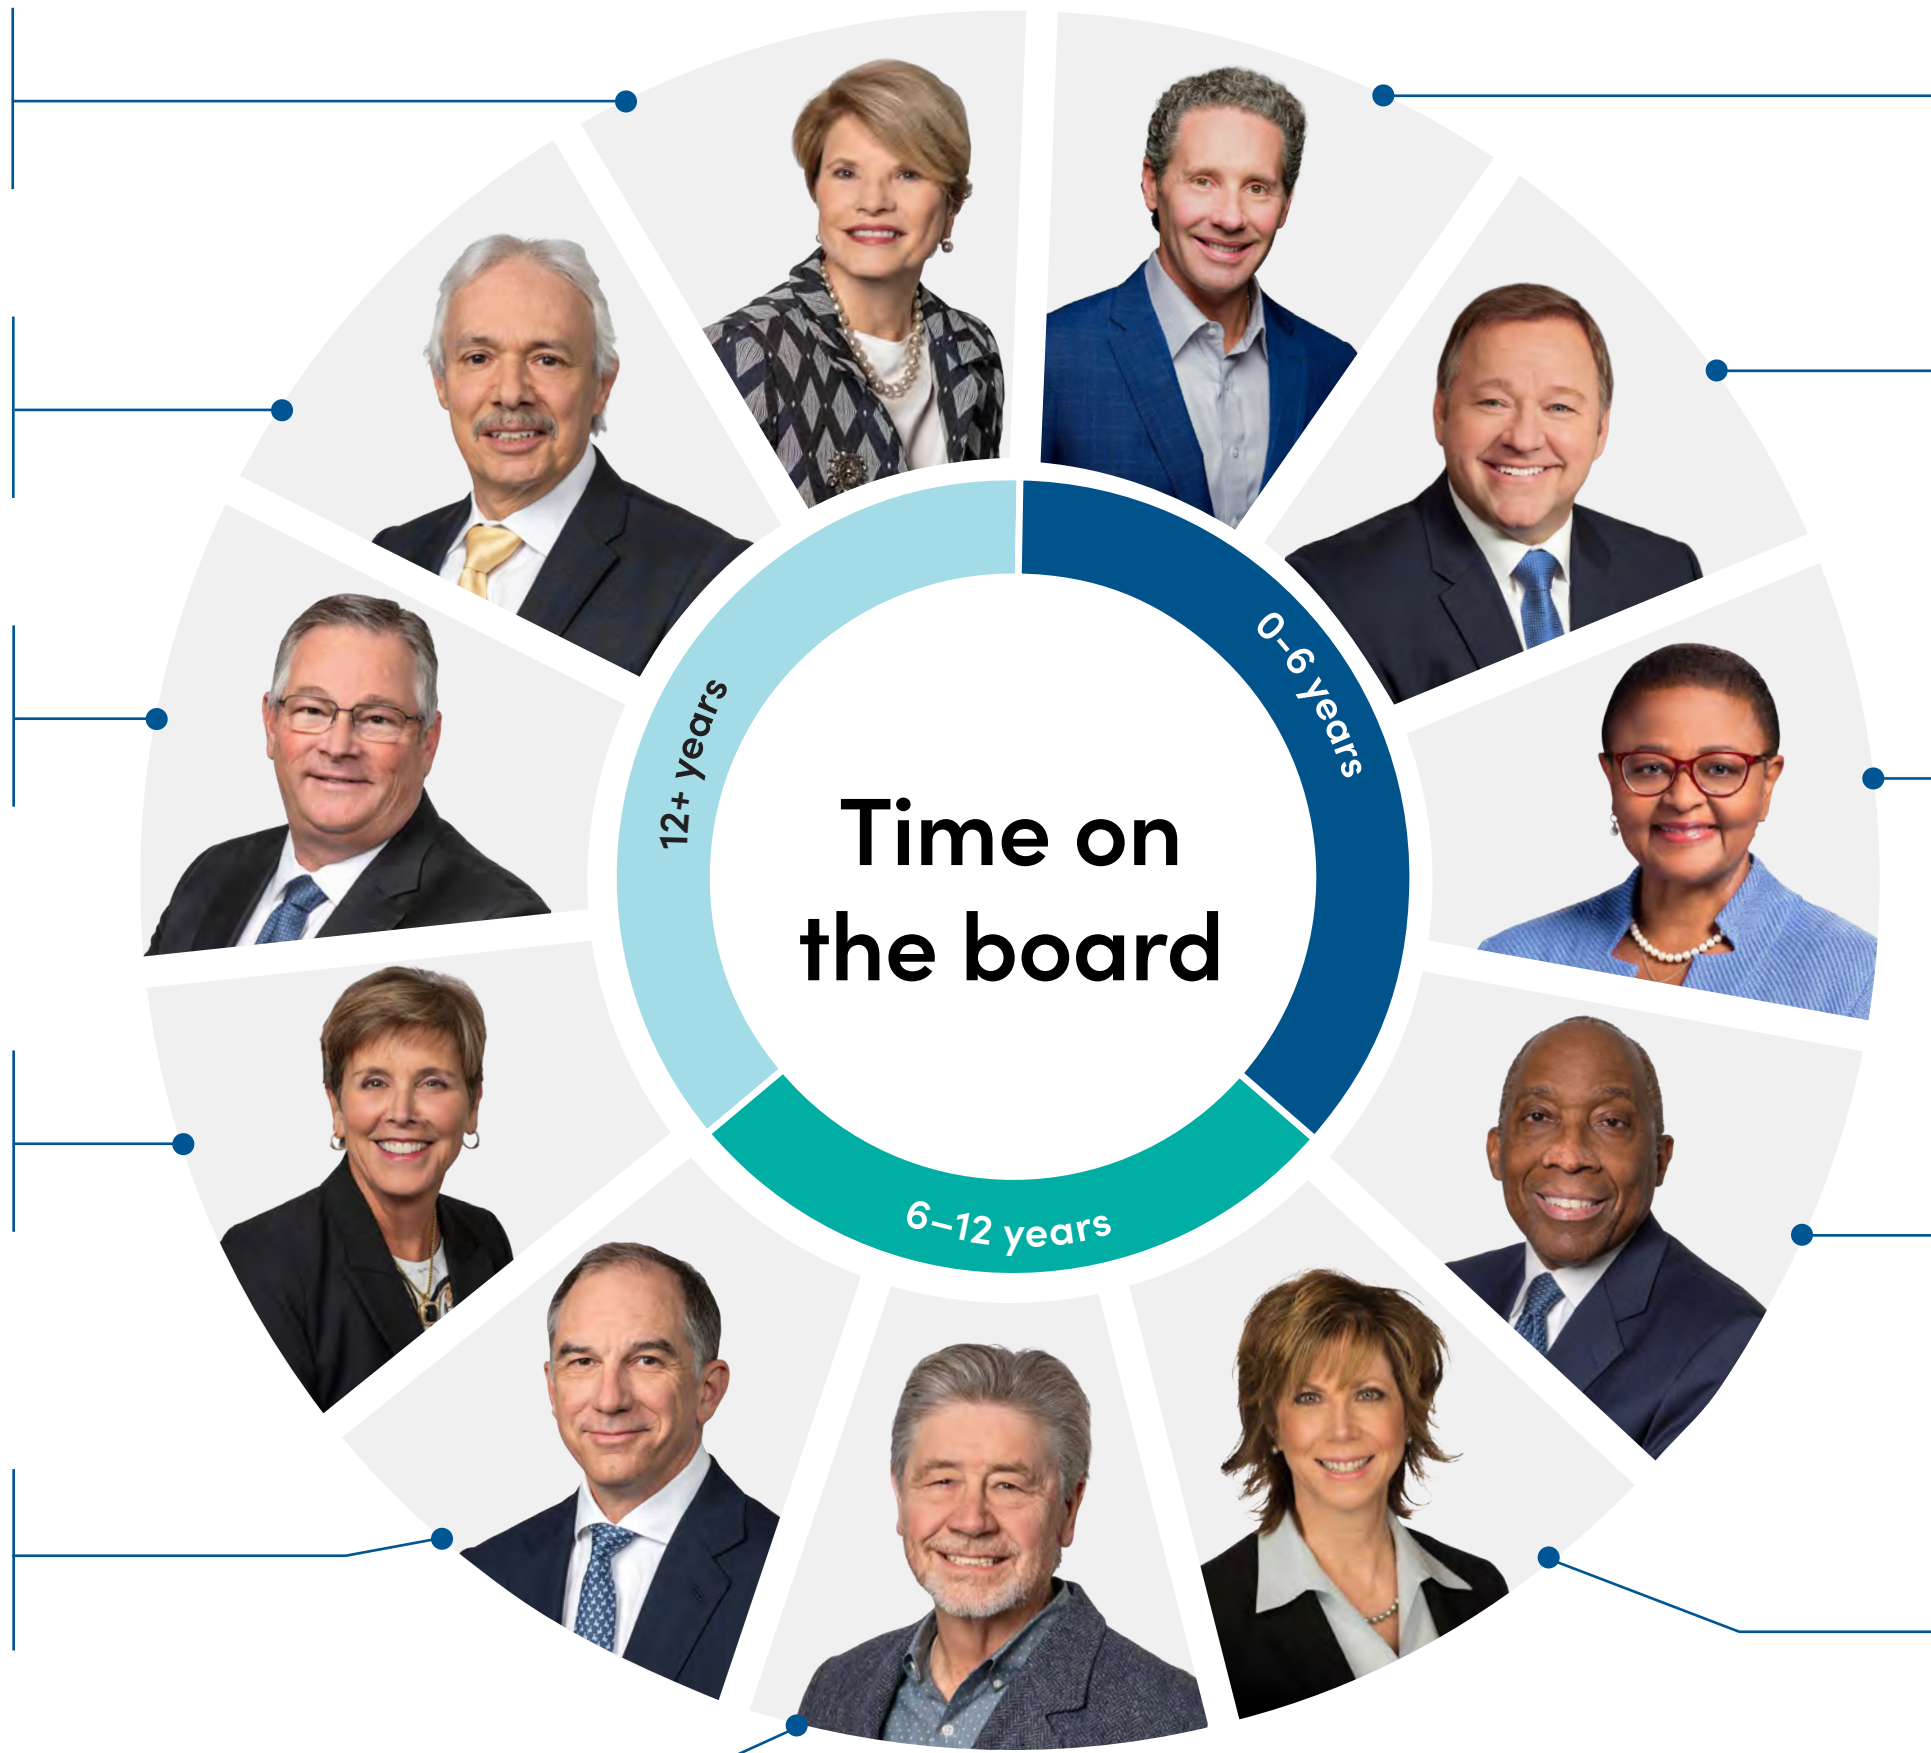 Time on
the board
0–6 years
6–12 years
12+ years